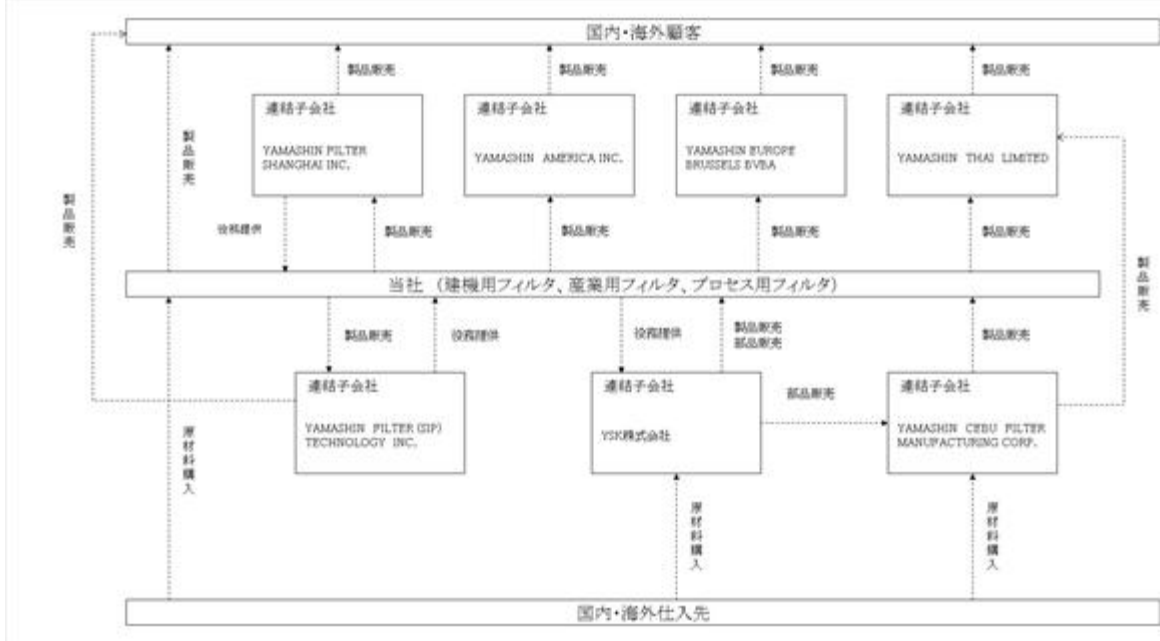 国内・海外顧客
製品販売
製品販売
製品販売
製品販売
製品販売
製品販売
連結子会社
YAMASHIN FILTER
SHANGHAI INC.
連結子会社
YAMASHIN AMERICA INC.
連結子会社
YAMASHIN EUROPE
BRUSSELS BVBA
連結子会社
YAMASHIN THAI LIMITED
役務提供
製品販売
製品販売
製品販売
製品販売
製品販売
当社 (建機用フィルタ、産業用フィルタ、プロセス用フィルタ)
製品販売
役務提供
役務提供
製品販売
部品販売
製品販売
連結子会社
YAMASHIN FILTER (SIP)
TECHNOLOGY INC.
連結子会社
YSK株式会社
部品販売
連結子会社
YAMASHIN CEBU FILTER
MANUFACTURING CORP.
原材料購入
原材料購入
原材料購入
国内・海外仕入先